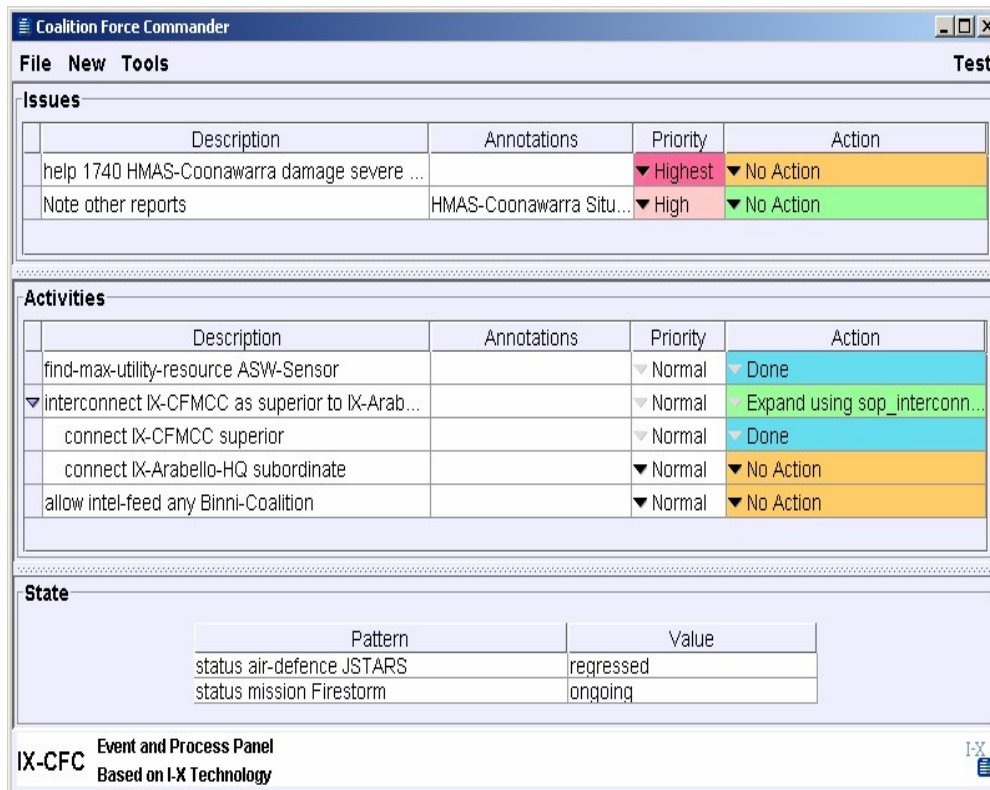 Coalition Force Commander
File New Tools Test
Issues
Description Annotations Priority Action
help 1740 HMAS-Coonawarra damage severe ... Highest No Action
Note other reports HMAS-Coonawarra Situ... High No Action
Activities
Description Annotations Priority Action
find-max-utility-resource ASW-Sensor Normal Done
interconnect IX-CFMCC as superior to IX-Arab... Normal Expand using sop_interconn...
connect IX-CFMCC superior Normal Done
connect IX-Arabello-HQ subordinate Normal No Action
allow intel-feed any Binni-Coalition Normal No Action
State
Pattern Value
status air-defence JSTARS regressed
status mission Firestorm ongoing
IX-CFC Event and Process Panel I-X
Based on I-X Technology